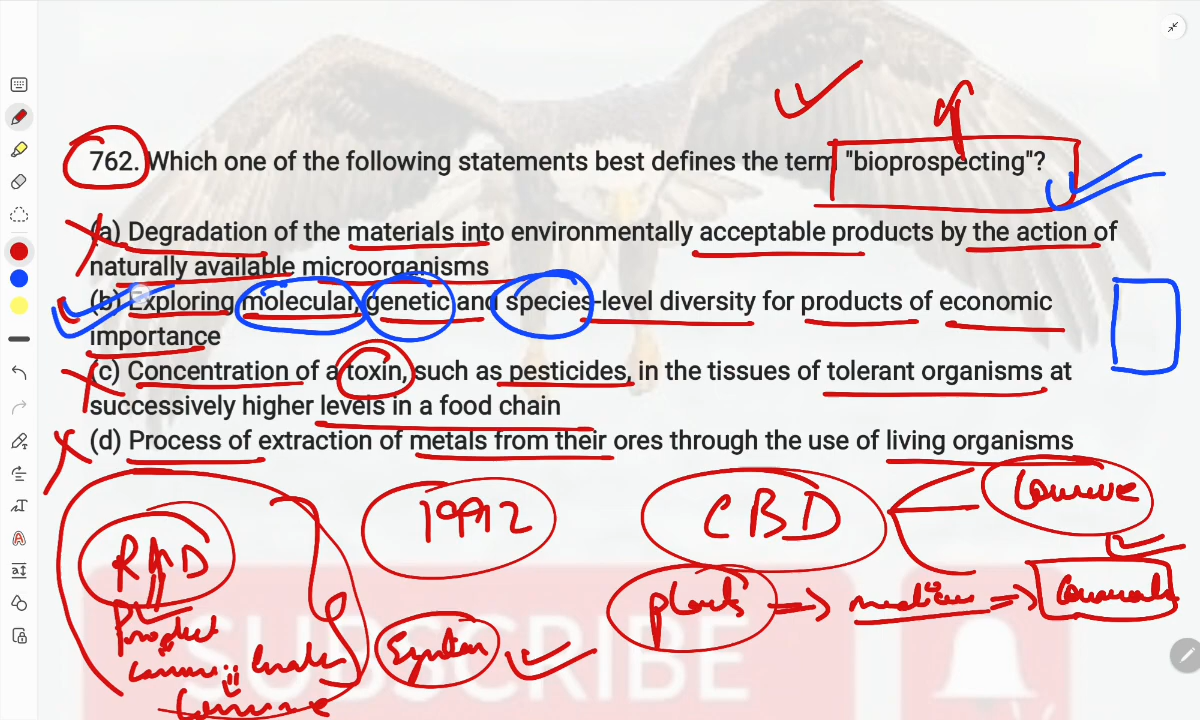 762. Which one of the following statements best defines the term "bioprospecting"?
(a) Degradation of the materials into environmentally acceptable products by the action of
naturally available microorganisms
(b) Exploring molecular, genetic and species-level diversity for products of economic
importance
(c) Concentration of a toxin, such as pesticides, in the tissues of tolerant organisms at
successively higher levels in a food chain
(d) Process of extraction of metals from their ores through the use of living organisms
1992
CBD
RAD
plants
Product
SUBSCRIBE